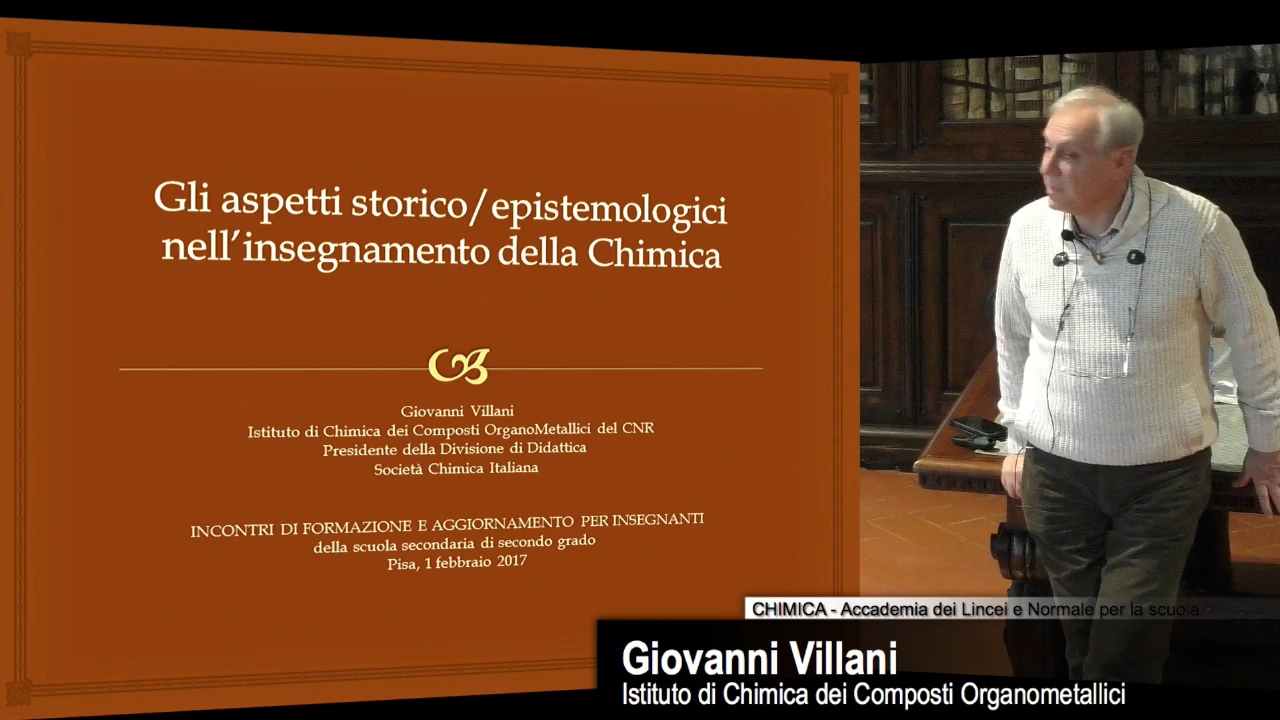 Gli aspetti storico/epistemologici
nell'insegnamento della Chimica
Giovanni Villani
Istituto di Chimica dei Composti OrganoMetallici del CNR
Presidente della Divisione di Didattica
Società Chimica Italiana
INCONTRI DI FORMAZIONE E AGGIORNAMENTO PER INSEGNANTI
della scuola secondaria di secondo grado
Pisa, 1 febbraio 2017
CHIMICA - Accademia dei Lincei e Normale per la scuola
Giovanni Villani
Istituto di Chimica dei Composti Organometallici